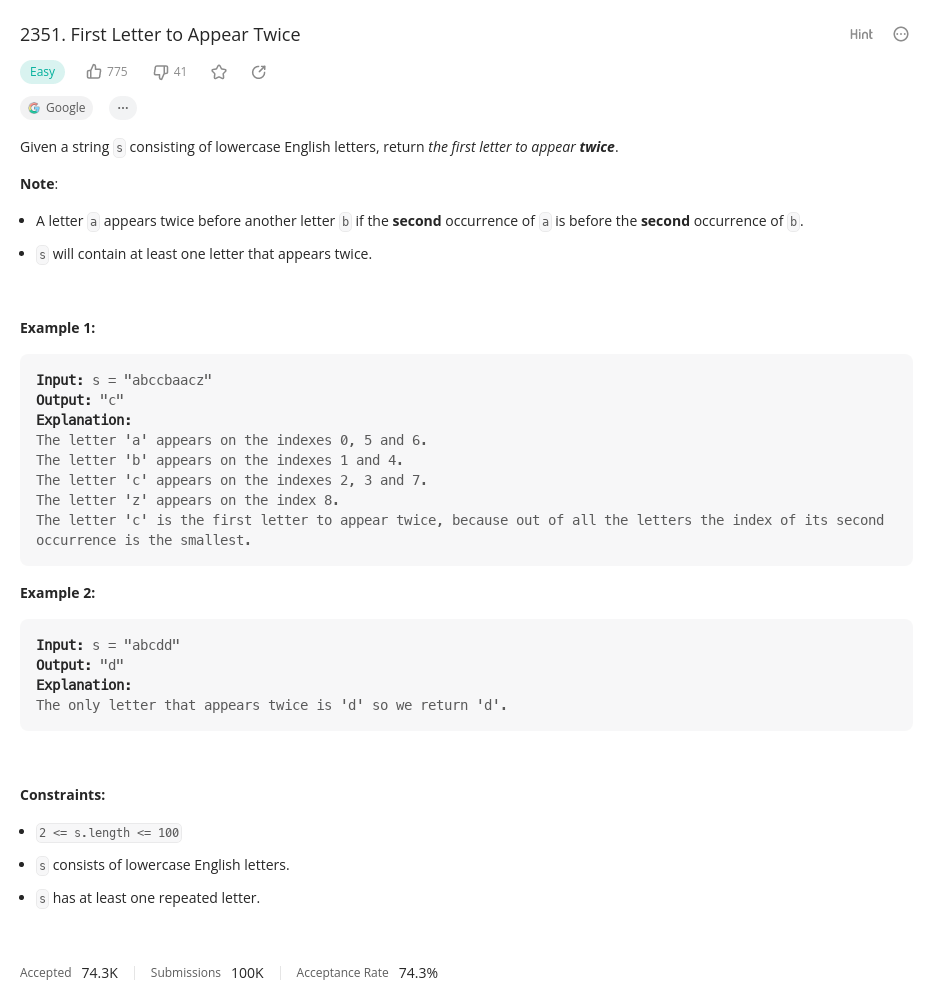 2351. First Letter to Appear Twice
Hint
Easy 775 41
Google ...
Given a string s consisting of lowercase English letters, return the first letter to appear twice.
Note:
• A letter a appears twice before another letter b if the second occurrence of a is before the second occurrence of b.
• s will contain at least one letter that appears twice.
Example 1:
Input: s = "abccbaacz"
Output: "c"
Explanation:
The letter 'a' appears on the indexes 0, 5 and 6.
The letter 'b' appears on the indexes 1 and 4.
The letter 'c' appears on the indexes 2, 3 and 7.
The letter 'z' appears on the index 8.
The letter 'c' is the first letter to appear twice, because out of all the letters the index of its second
occurrence is the smallest.
Example 2:
Input: s = "abcdd"
Output: "d"
Explanation:
The only letter that appears twice is 'd' so we return 'd'.
Constraints:
• 2 <= s.length <= 100
• s consists of lowercase English letters.
• s has at least one repeated letter.
Accepted 74.3K Submissions 100K Acceptance Rate 74.3%